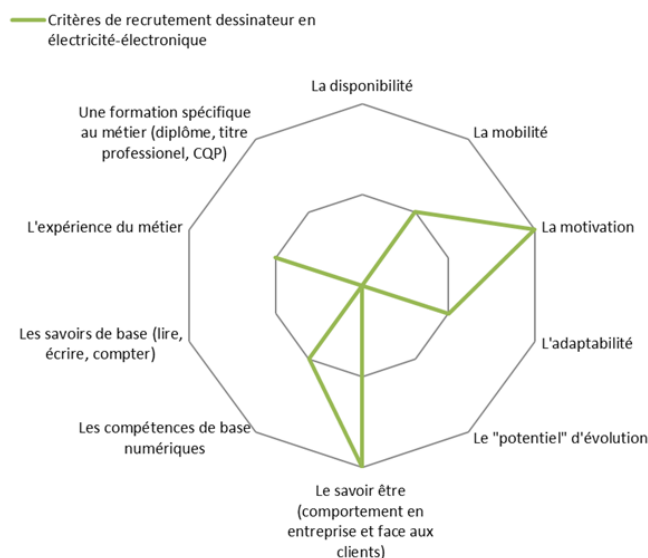 Critères de recrutement dessinateur en
électricité-électronique
La disponibilité
La mobilité
La motivation
L'adaptabilité
Le "potentiel" d'évolution
Le savoir être
(comportement en
entreprise et face aux
clients)
Les compétences de base
numériques
Les savoirs de base (lire,
écrire, compter)
L'expérience du métier
Une formation spécifique
au métier (diplôme, titre
professionel, CQP)